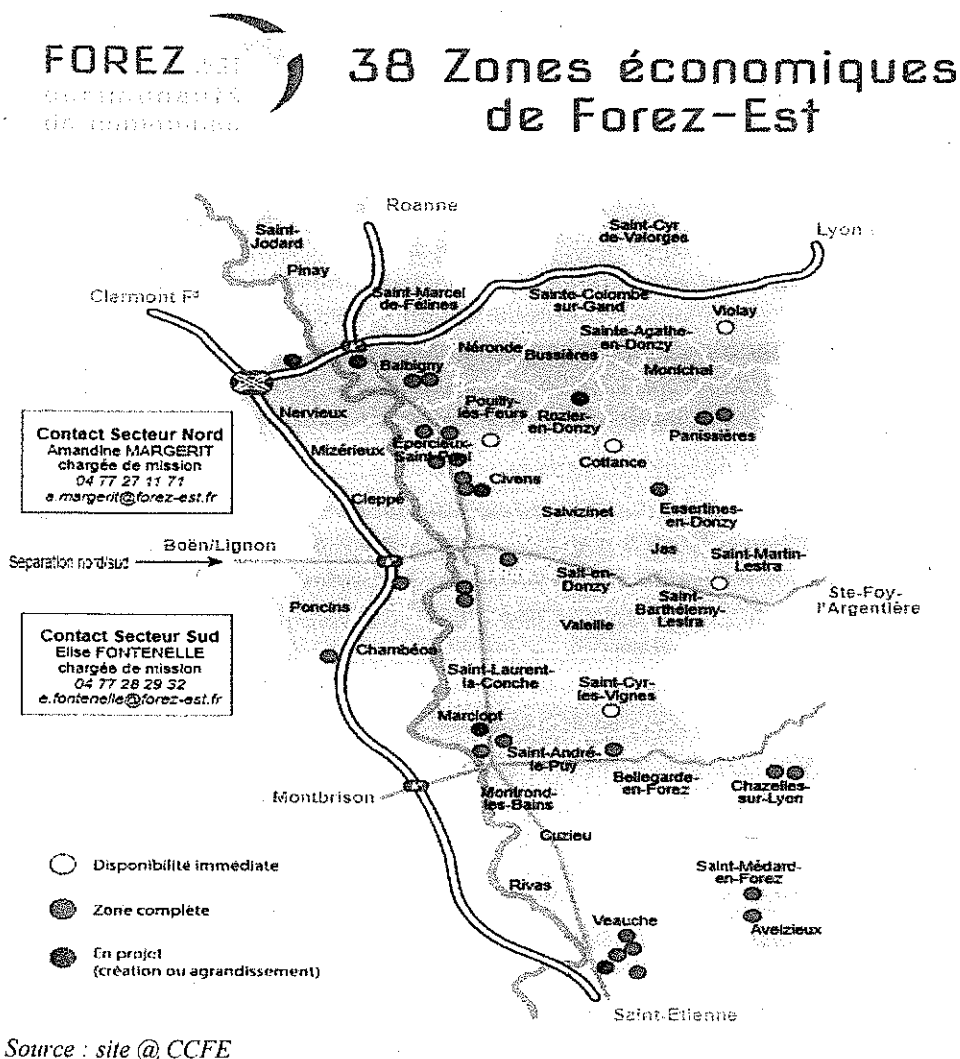 FOREZ EST
communauté
de communes
38 Zones économiques
de Forez-Est
Roanne
Saint-Cyr
de-Valorges
Lyon
Saint-
Jodard
Pinay
Clermont Fd
Saint-Marcel
de-Félines
Sainte-Colombe
sur-Gand
Violay
Sainte-Agathe-
en-Donzy
Néronde
Bussières
Montchal
Balbigny
Nervieux
Pouilly-
lès-Feurs
Rozier-
en-Donzy
Panissières
Contact Secteur Nord
Amandine MARGERIT
chargée de mission
04 77 27 11 71
a.margerit@forez-est.fr
Mizérieux
Epercieux-
Saint-Paul
Cottance
Civens
Cleppé
Salvizinet
Essertines-
en-Donzy
Séparation nord/sud
Boën/Lignon
Jas
Saint-Martin-
Lestra
Salt-en-
Donzy
Ste-Foy-
l'Argentière
Poncins
Saint-
Barthélemy-
Lestra
Valeille
Contact Secteur Sud
Elise FONTENELLE
chargée de mission
04 77 28 29 32
e.fontenelle@forez-est.fr
Chambéon
Saint-Laurent-
la-Conche
Saint-Cyr-
les-Vignes
Marclopt
Saint-André-
le-Puy
Bellegarde-
en-Forez
Chazelles-
sur-Lyon
Montbrison
Montrond-
les-Bains
Cuzieu
Disponibilité immédiate
Saint-Médard-
en-Forez
Rivas
Zone complète
Aveizieux
Veauche
En projet
(création ou agrandissement)
Saint-Etienne
Source : site @ CCFE